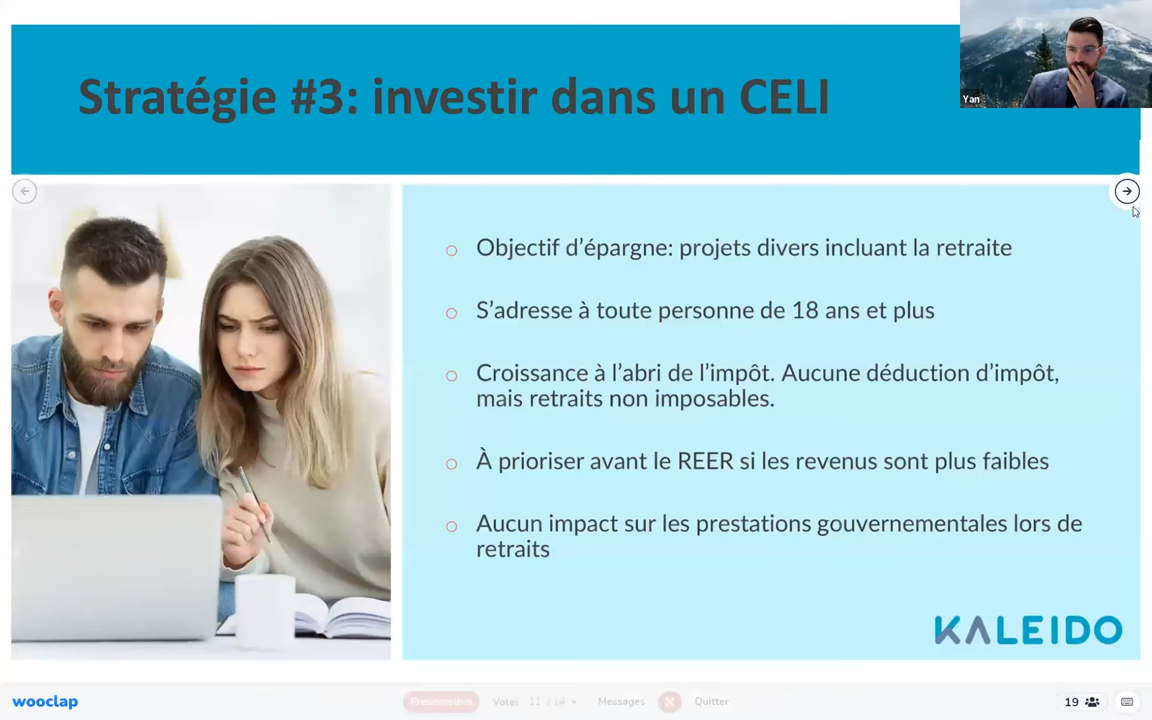 Stratégie #3: investir dans un CELI
Yan
Objectif d'épargne: projets divers incluant la retraite
S'adresse à toute personne de 18 ans et plus
Croissance à l'abri de l'impôt. Aucune déduction d'impôt,
mais retraits non imposables.
À prioriser avant le REER si les revenus sont plus faibles
Aucun impact sur les prestations gouvernementales lors de
retraits
KALEIDO
wooclap
Votes 11 / 14
Messages
Quitter
19